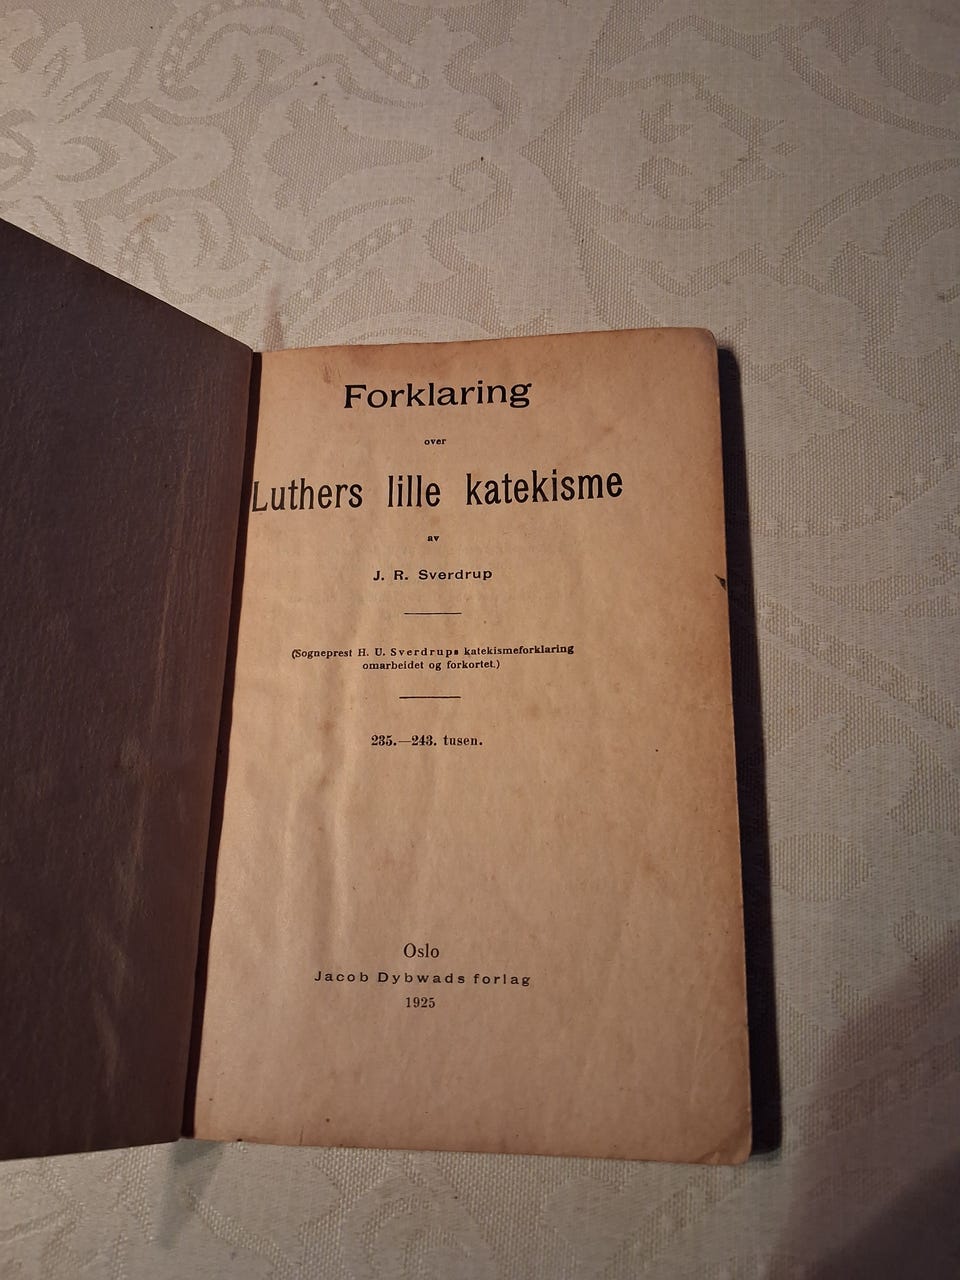 Forklaring
over
Luthers lille katekisme
av
J. R. Sverdrup
(Sogneprest H. U. Sverdrups katekismeforklaring
omarbeidet og forkortet.)
235.—243. tusen.
Oslo
Jacob Dybwads forlag
1925